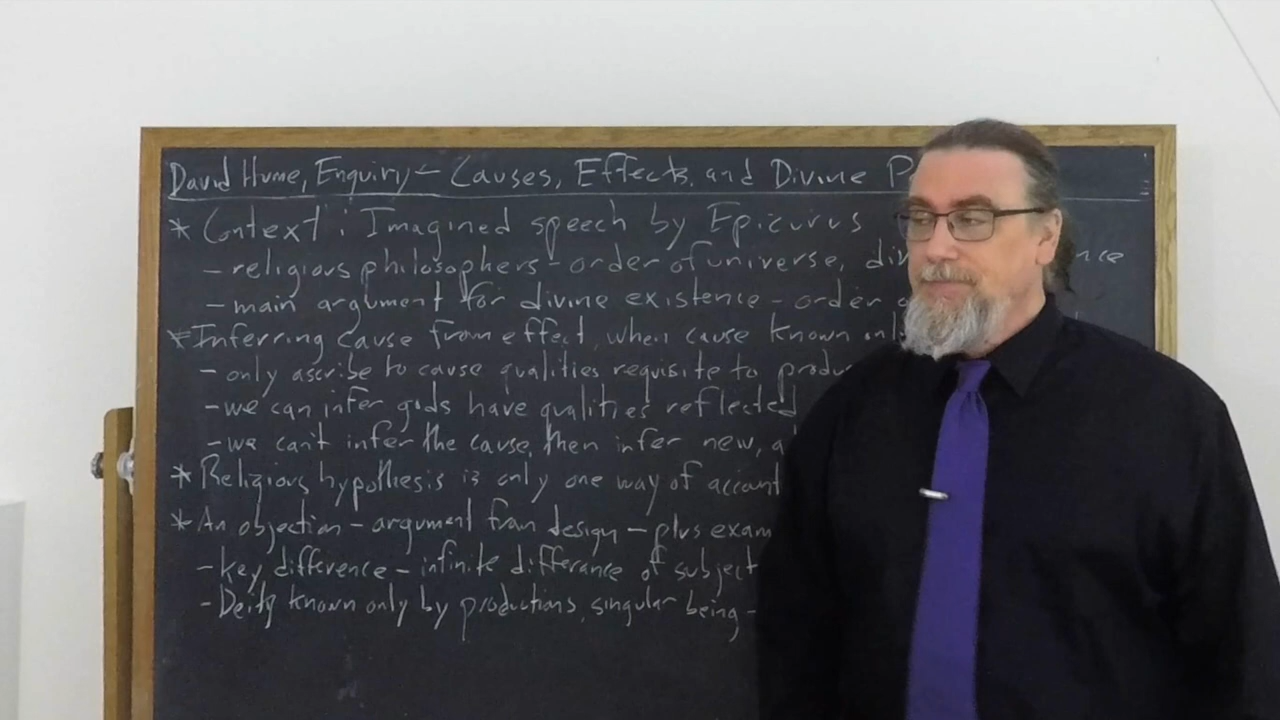 David Hume, Enquiry - Causes, Effects, and Divine P
* Context: Imagined speech by Epicurus
- religious philosophers - order of universe, div nce
- main argument for divine existence - order o
* Inferring cause from effect, when cause known onl
- only ascribe to cause qualities requisite to produ
- we can infer gods have qualities reflected
- we can't infer the cause, then infer new, a
* Religious hypothesis is only one way of account
* An objection - argument from design - plus exam
- key difference - infinite differance of subject
- Deity known only by productions, singular being -